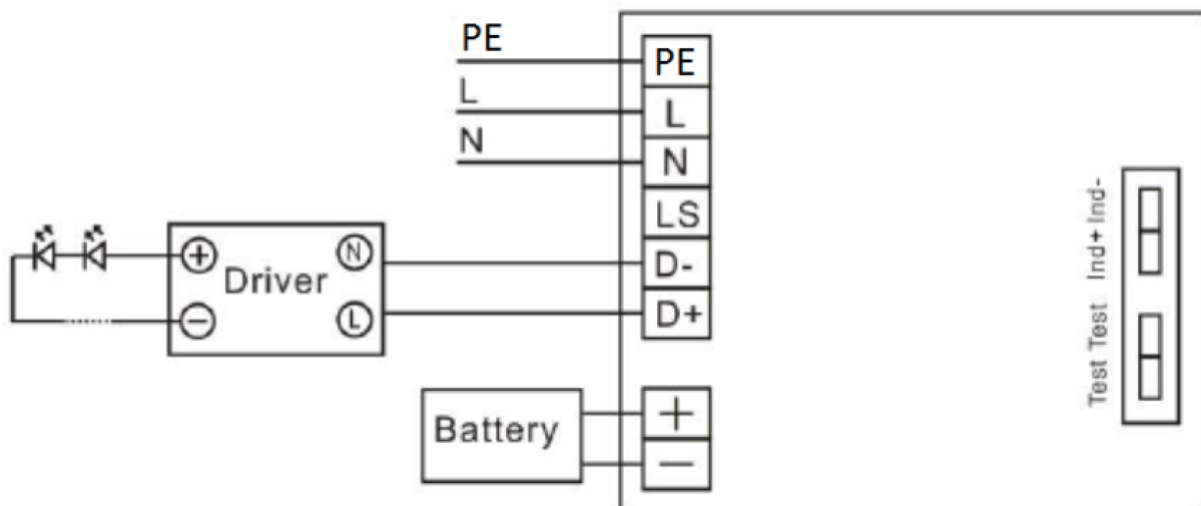 PE
L
N
PE
L
N
LS
D-
D+
+
−
Driver
+
−
N
L
Battery
+
−
Test Test Ind+ Ind-